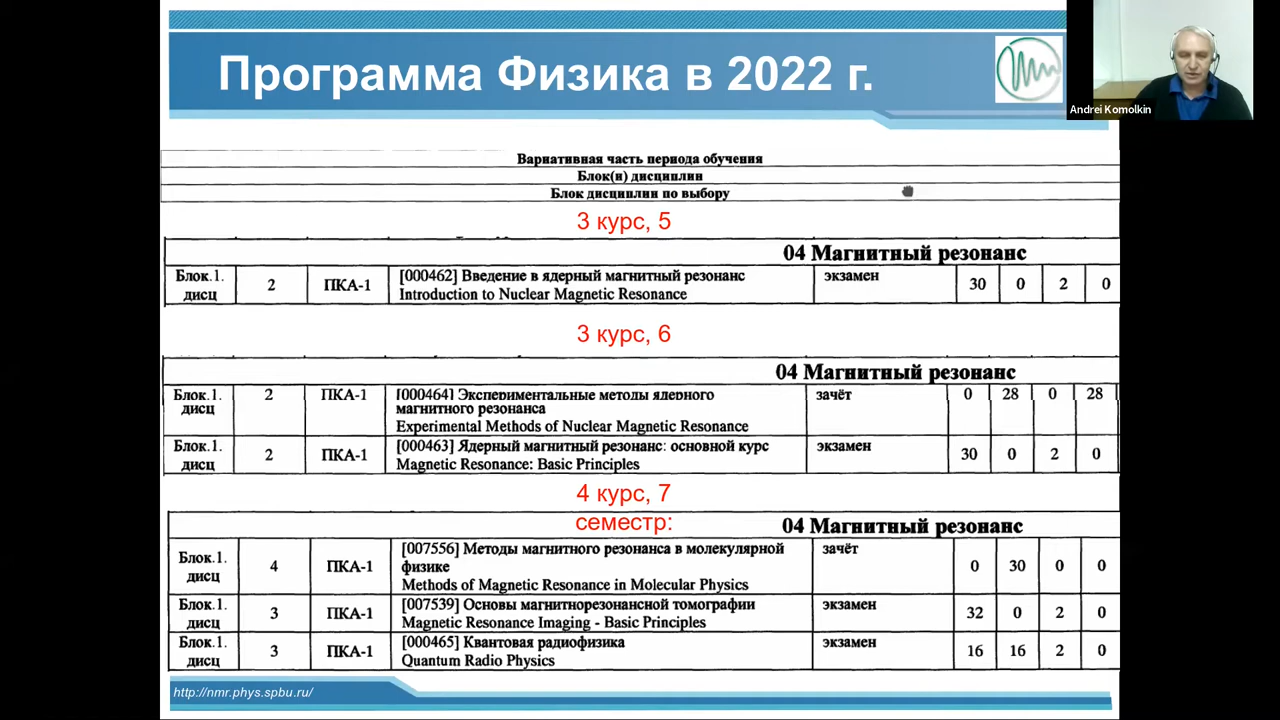 Программа Физика в 2022 г.
Andrei Komolkin
Вариативная часть периода обучения
Блок(и) дисциплин
Блок дисциплин по выбору
3 курс, 5
04 Магнитный резонанс
Блок.1. дисц 2 ПКА-1 [000462] Введение в ядерный магнитный резонанс экзамен 30 0 2 0
Introduction to Nuclear Magnetic Resonance
3 курс, 6
04 Магнитный резонанс
Блок.1. дисц 2 ПКА-1 [000464] Экспериментальные методы ядерного зачёт 0 28 0 28
магнитного резонанса
Experimental Methods of Nuclear Magnetic Resonance
Блок.1. дисц 2 ПКА-1 [000463] Ядерный магнитный резонанс: основной курс экзамен 30 0 2 0
Magnetic Resonance: Basic Principles
4 курс, 7
семестр:
04 Магнитный резонанс
Блок.1. дисц 4 ПКА-1 [007556] Методы магнитного резонанса в молекулярной зачёт 0 30 0 0
физике
Methods of Magnetic Resonance in Molecular Physics
Блок.1. дисц 3 ПКА-1 [007539] Основы магнитнорезонансной томографии экзамен 32 0 2 0
Magnetic Resonance Imaging - Basic Principles
Блок.1. дисц 3 ПКА-1 [000465] Квантовая радиофизика экзамен 16 16 2 0
Quantum Radio Physics
http://nmr.phys.spbu.ru/